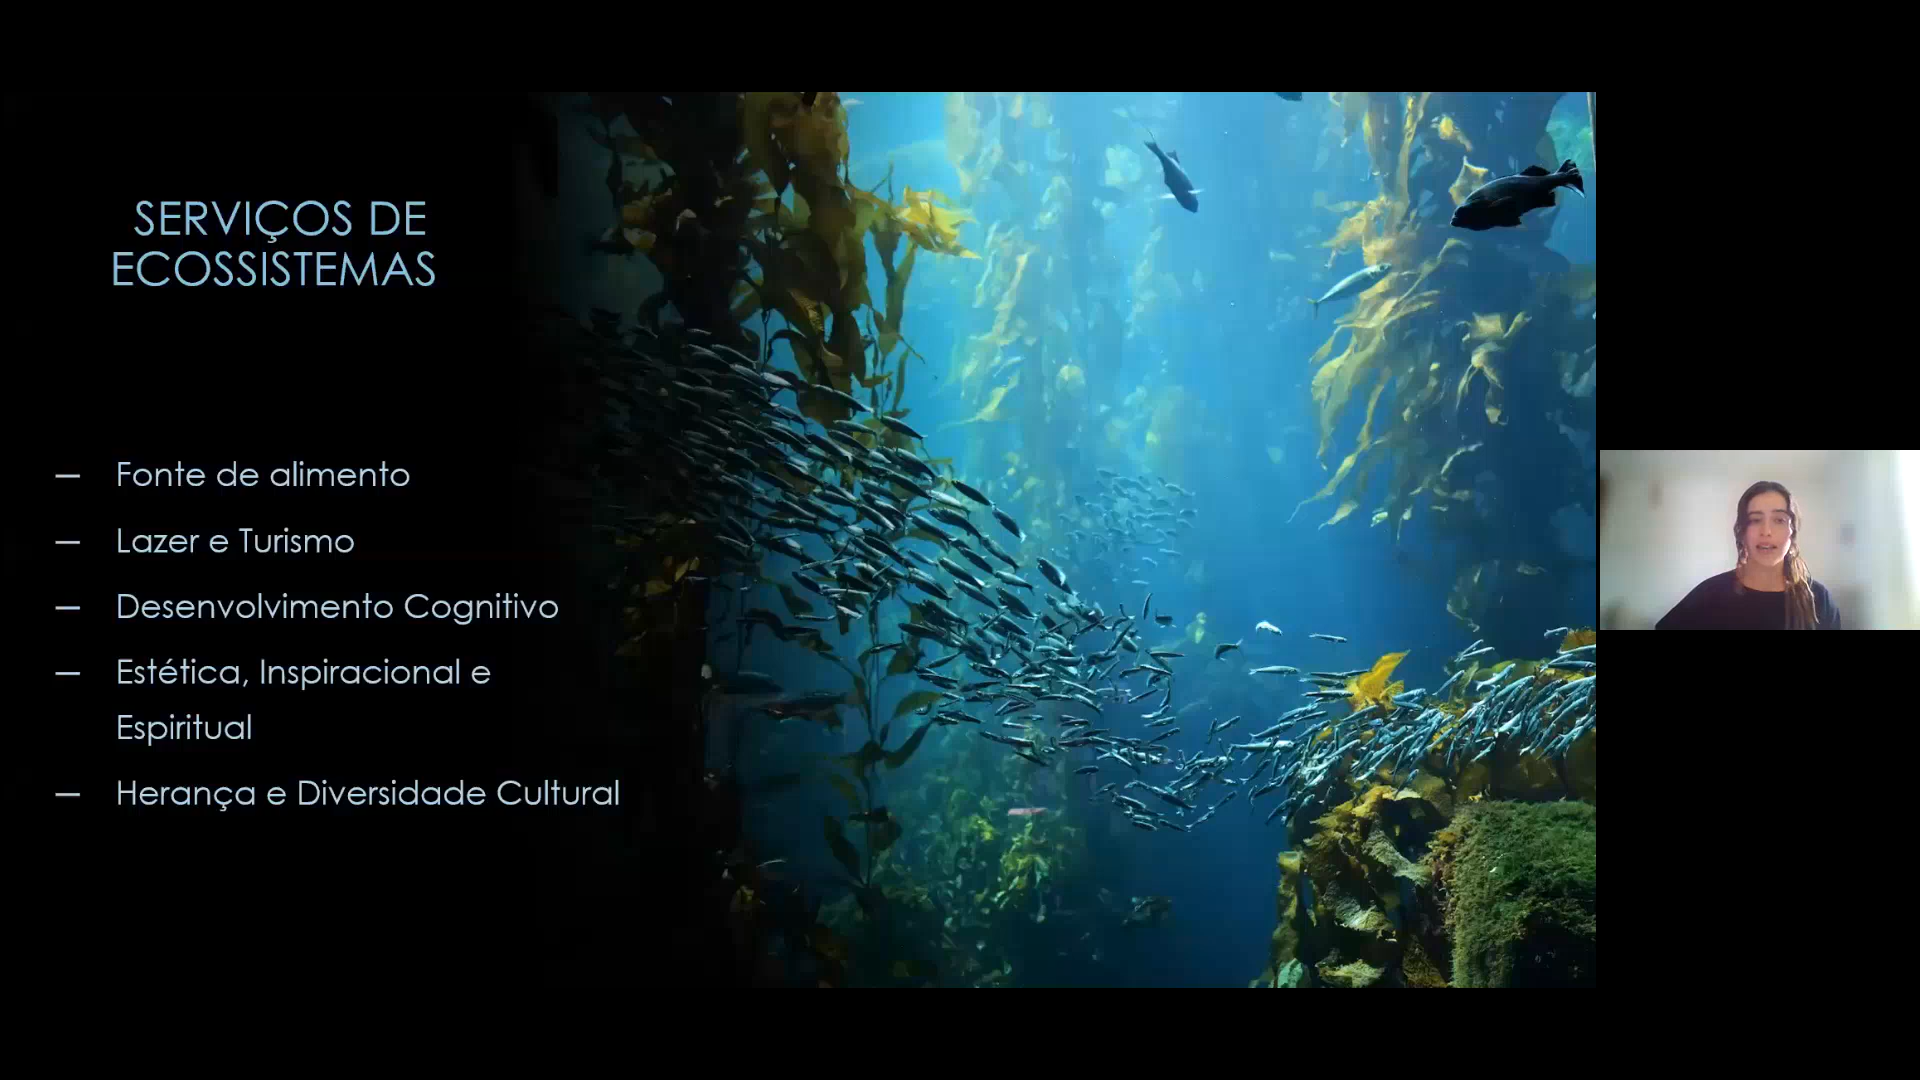 SERVIÇOS DE
ECOSSISTEMAS
— Fonte de alimento
— Lazer e Turismo
— Desenvolvimento Cognitivo
— Estética, Inspiracional e
Espiritual
— Herança e Diversidade Cultural